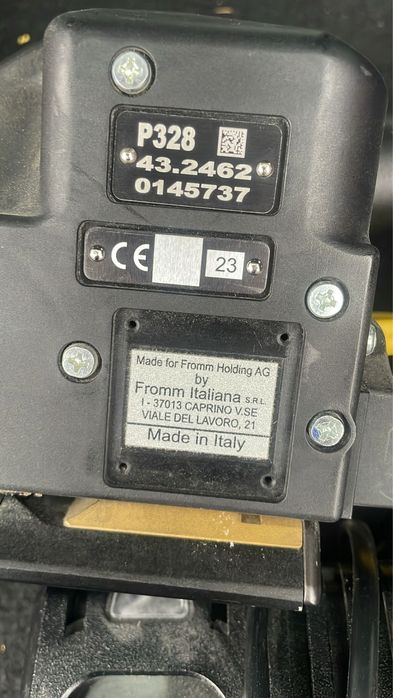 P328
43.2462
0145737
CE 23
Made for Fromm Holding AG
by
Fromm Italiana S.R.L.
I - 37013 CAPRINO V.SE
VIALE DEL LAVORO, 21
Made in Italy